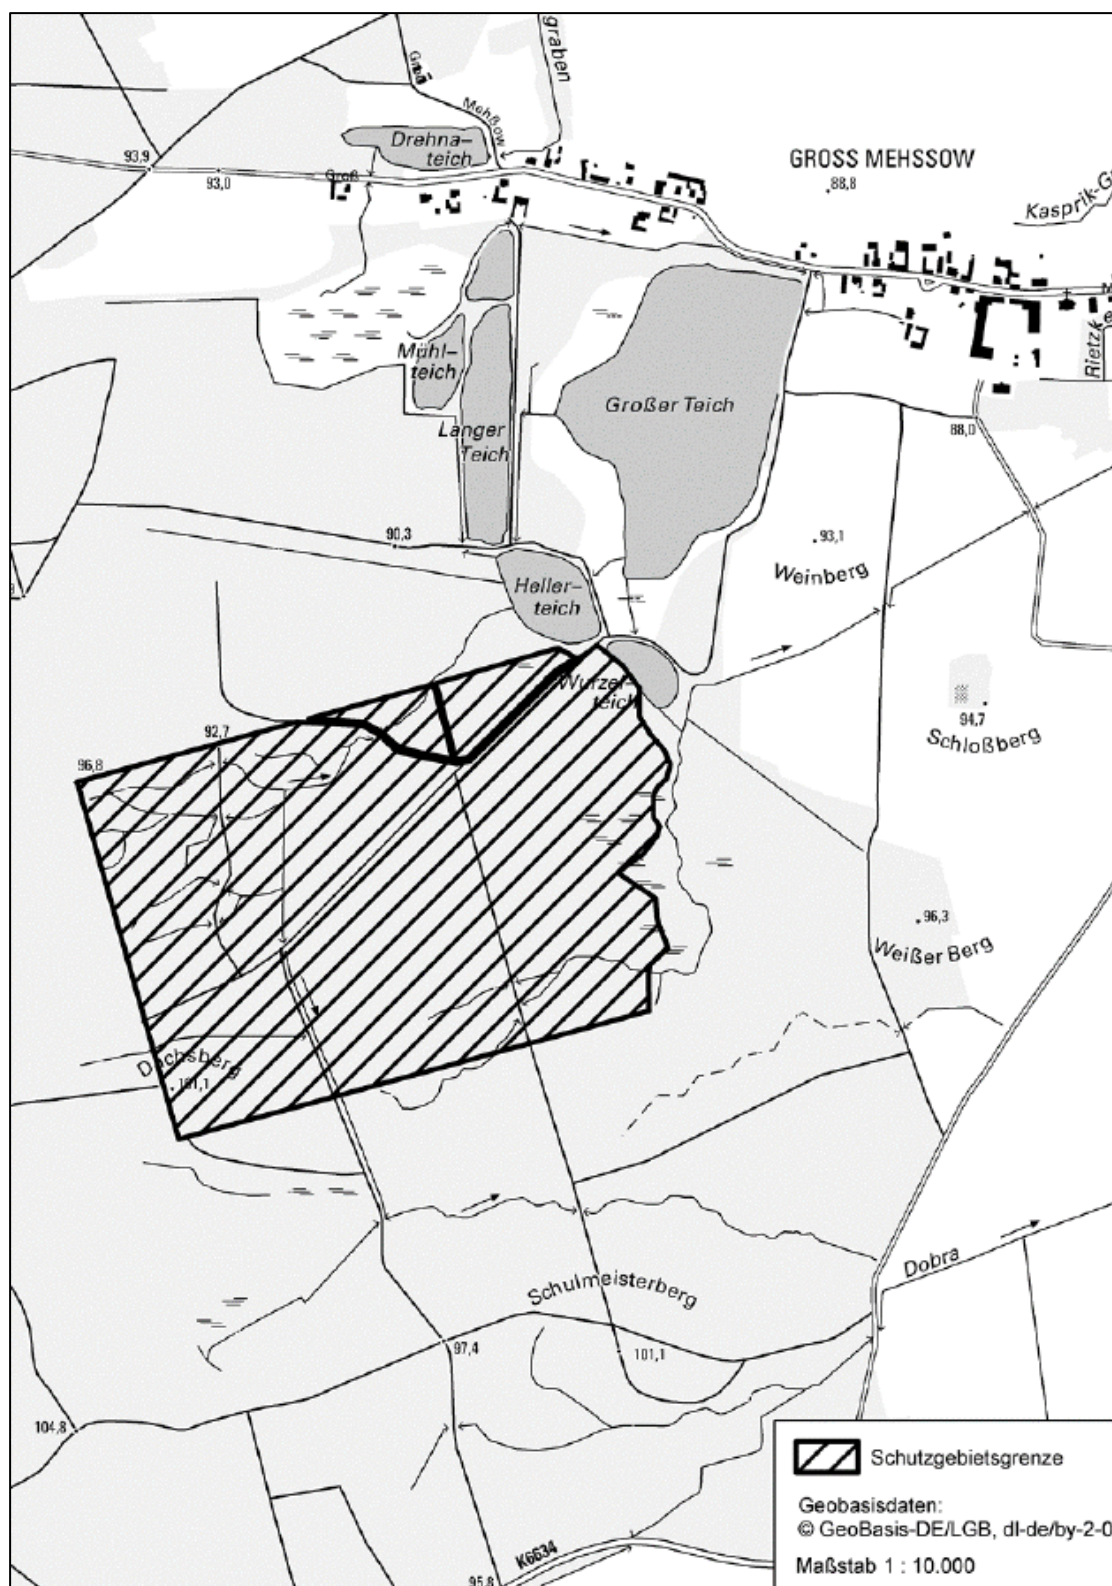 graben
Groß
Mehßow
Drehna-
teich
93,9
93,0
Groß
GROSS MEHSSOW
88,8
Kasprik-G
M
Rietzke
Mühl-
teich
Langer
Teich
Großer Teich
88,0
90,3
93,1
Weinberg
Heller-
teich
Wurzel-
teich
94,7
Schloßberg
92,7
96,8
96,3
Weißer Berg
Dachsberg
101,1
Dobra
Schulmeisterberg
97,4
101,1
104,8
K6634
95,8
Schutzgebietsgrenze
Geobasisdaten:
© GeoBasis-DE/LGB, dl-de/by-2-0
Maßstab 1 : 10.000